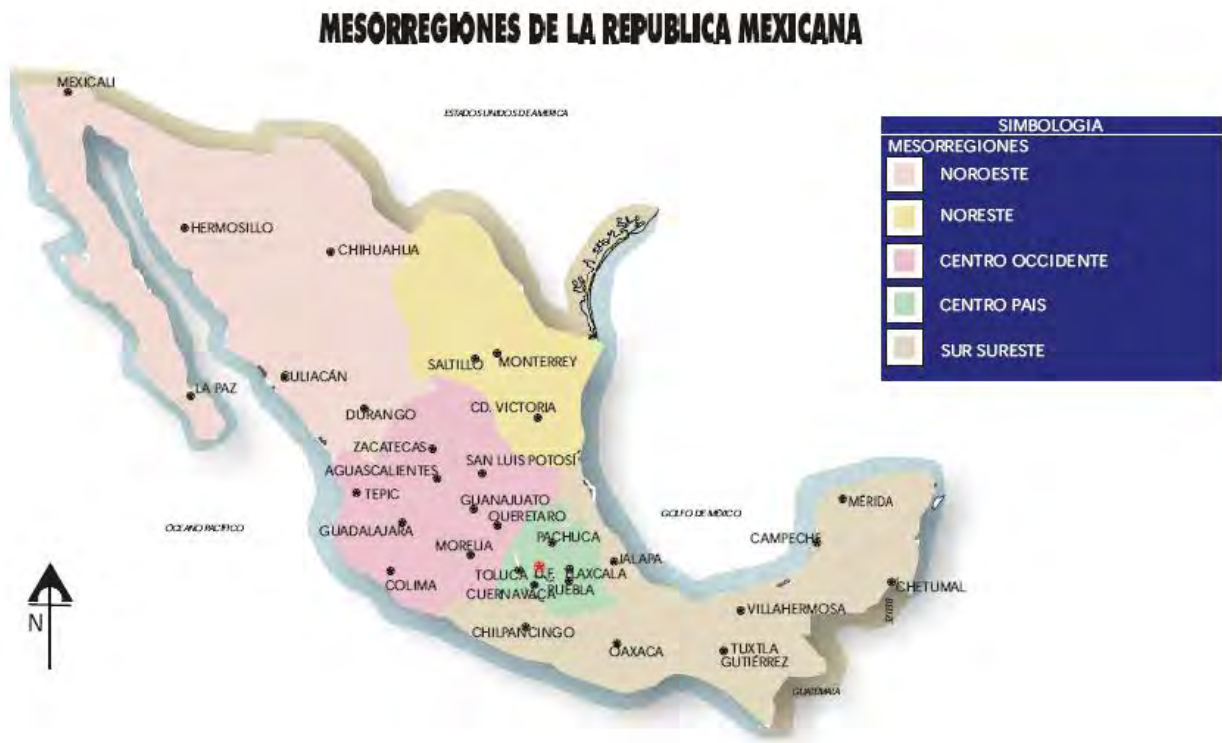 MESORREGIONES DE LA REPUBLICA MEXICANA
MEXICALI
ESTADOS UNIDOS DE AMERICA
HERMOSILLO
CHIHUAHUA
SALTILLO
MONTERREY
LA PAZ
CULIACÁN
DURANGO
CD. VICTORIA
ZACATECAS
SAN LUIS POTOSÍ
AGUASCALIENTES
TEPIC
GUANAJUATO
QUERETARO
GUADALAJARA
OCEANO PACÍFICO
GOLFO DE MÉXICO
MÉRIDA
CAMPECHE
PACHUCA
MORELIA
JALAPA
COLIMA
TOLUCA
D.F.
TLAXCALA
CUERNAVACA
PUEBLA
CHETUMAL
VILLAHERMOSA
BELICE
CHILPANCINGO
OAXACA
TUXTLA
GUTIÉRREZ
GUATEMALA
N
SIMBOLOGIA
MESORREGIONES
NOROESTE
NORESTE
CENTRO OCCIDENTE
CENTRO PAIS
SUR SURESTE